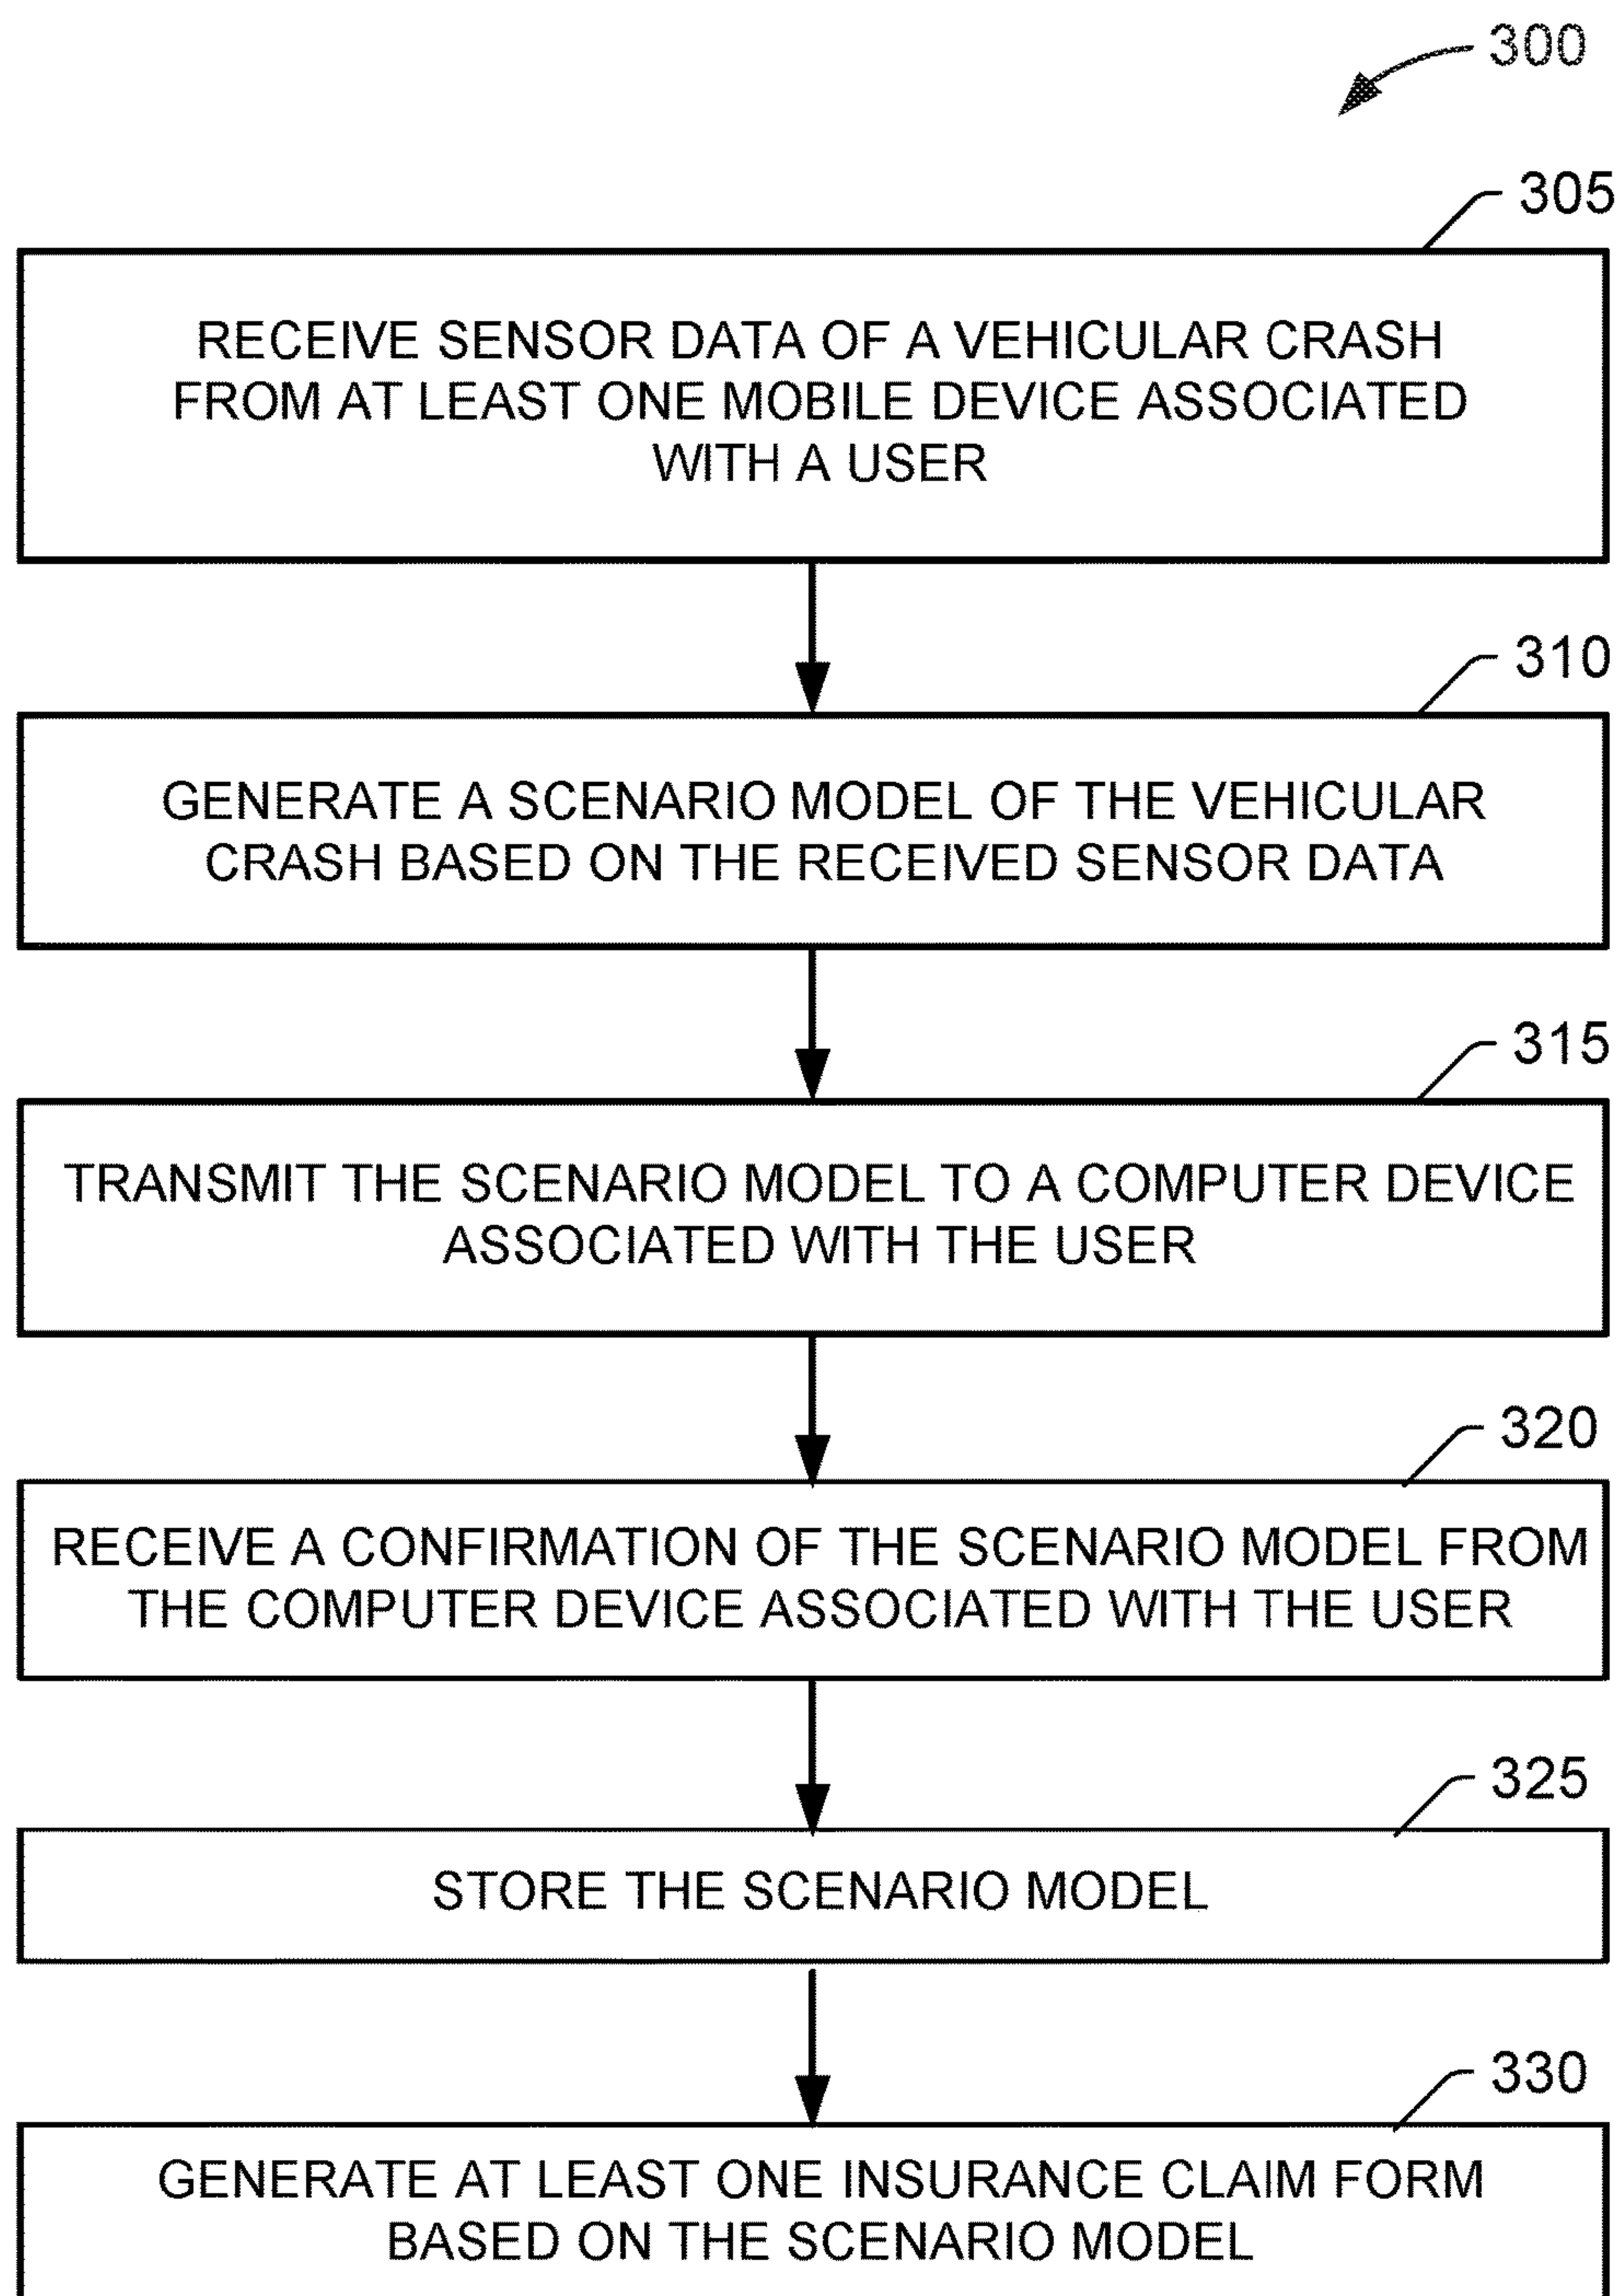 300
305
RECEIVE SENSOR DATA OF A VEHICULAR CRASH
FROM AT LEAST ONE MOBILE DEVICE ASSOCIATED
WITH A USER
310
GENERATE A SCENARIO MODEL OF THE VEHICULAR
CRASH BASED ON THE RECEIVED SENSOR DATA
315
TRANSMIT THE SCENARIO MODEL TO A COMPUTER DEVICE
ASSOCIATED WITH THE USER
320
RECEIVE A CONFIRMATION OF THE SCENARIO MODEL FROM
THE COMPUTER DEVICE ASSOCIATED WITH THE USER
325
STORE THE SCENARIO MODEL
330
GENERATE AT LEAST ONE INSURANCE CLAIM FORM
BASED ON THE SCENARIO MODEL